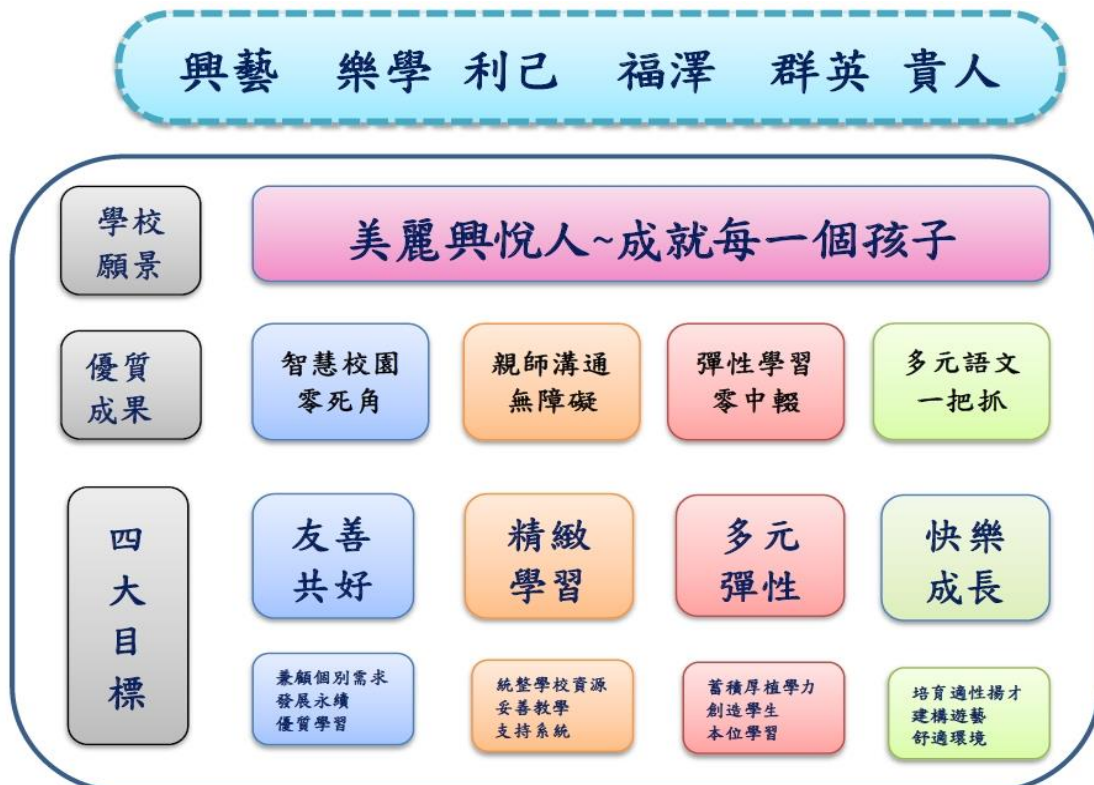 興藝 樂學 利己 福澤 群英 貴人
學校
願景
美麗興悅人~成就每一個孩子
優質
成果
智慧校園
零死角
親師溝通
無障礙
彈性學習
零中輟
多元語文
一把抓
四
大
目
標
友善
共好
精緻
學習
多元
彈性
快樂
成長
兼顧個別需求
發展永續
優質學習
統整學校資源
妥善教學
支持系統
蓄積厚植學力
創造學生
本位學習
培育適性揚才
建構遊藝
舒適環境